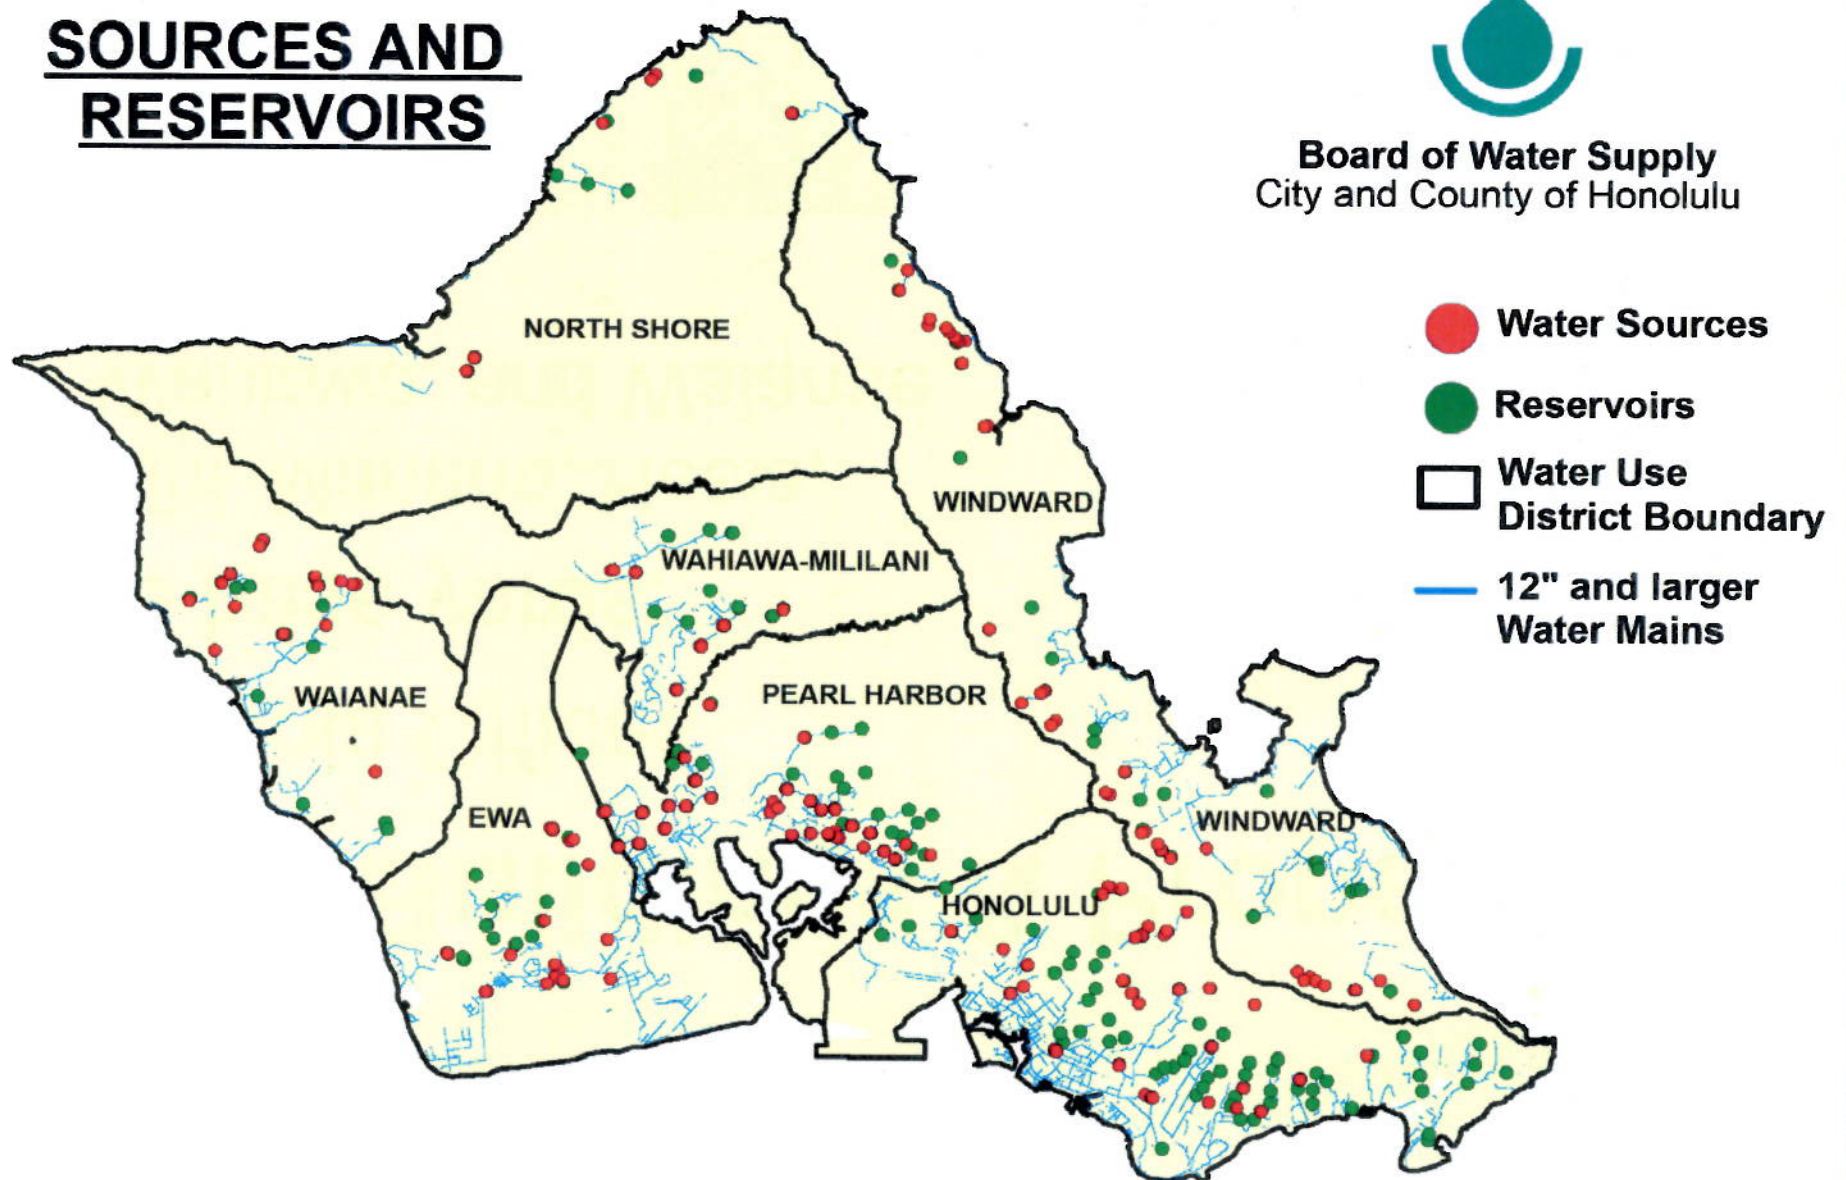 SOURCES AND
RESERVOIRS
Board of Water Supply
City and County of Honolulu
Water Sources
Reservoirs
Water Use
District Boundary
12" and larger
Water Mains
NORTH SHORE
WINDWARD
WAHIAWA-MILILANI
WAIANAE
PEARL HARBOR
EWA
WINDWARD
HONOLULU